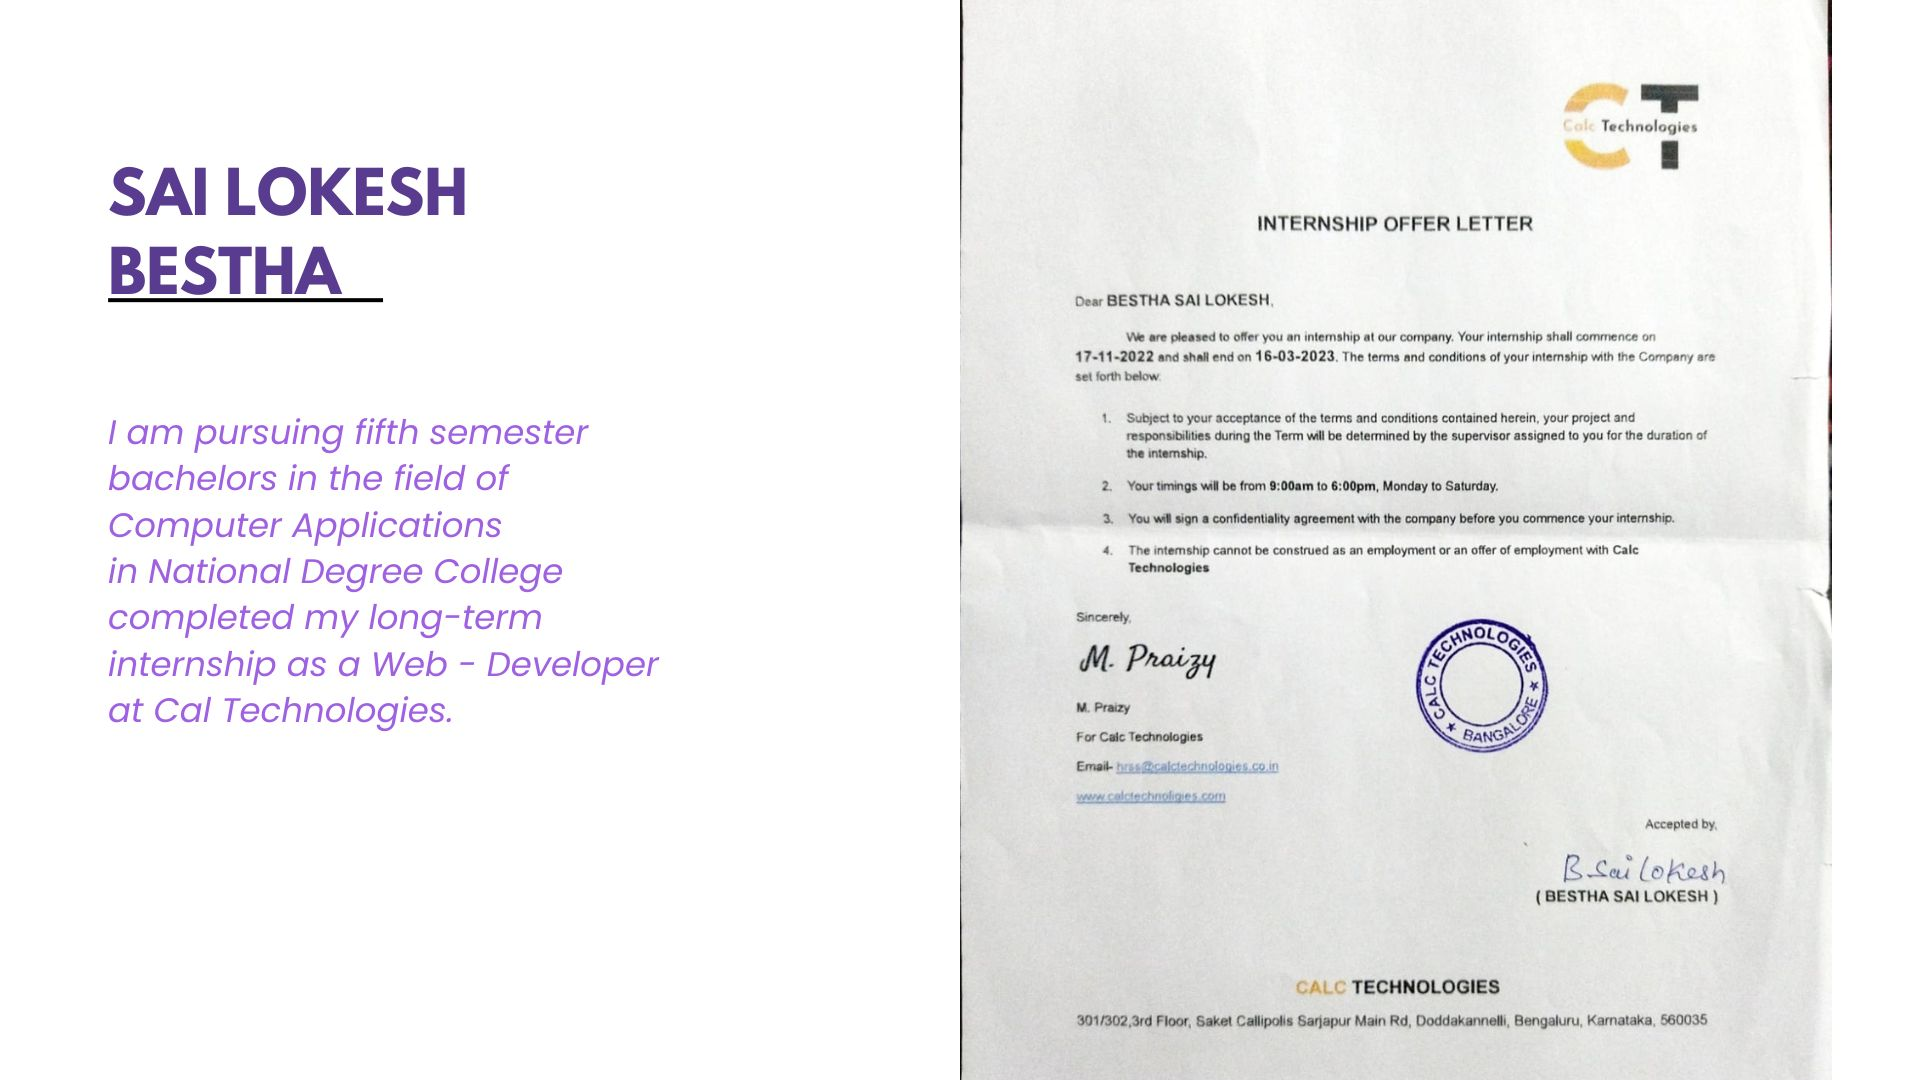 SAI LOKESH
BESTHA
I am pursuing fifth semester
bachelors in the field of
Computer Applications
in National Degree College
completed my long-term
internship as a Web - Developer
at Cal Technologies.
CT
Calc Technologies
INTERNSHIP OFFER LETTER
Dear BESTHA SAI LOKESH,
We are pleased to offer you an internship at our company. Your internship shall commence on
17-11-2022 and shall end on 16-03-2023. The terms and conditions of your internship with the Company are
set forth below:
1. Subject to your acceptance of the terms and conditions contained herein, your project and
responsibilities during the Term will be determined by the supervisor assigned to you for the duration of
the internship.
2. Your timings will be from 9:00am to 6:00pm, Monday to Saturday.
3. You will sign a confidentiality agreement with the company before you commence your internship.
4. The internship cannot be construed as an employment or an offer of employment with Calc
Technologies
Sincerely,
M. Praizy
M. Praizy
For Calc Technologies
Email- hrss@calctechnologies.co.in
www.calctechnoligies.com
★ CALC TECHNOLOGIES ★
BANGALORE
Accepted by,
B Sai Lokesh
( BESTHA SAI LOKESH )
CALC TECHNOLOGIES
301/302,3rd Floor, Saket Callipolis Sarjapur Main Rd, Doddakannelli, Bengaluru, Karnataka, 560035